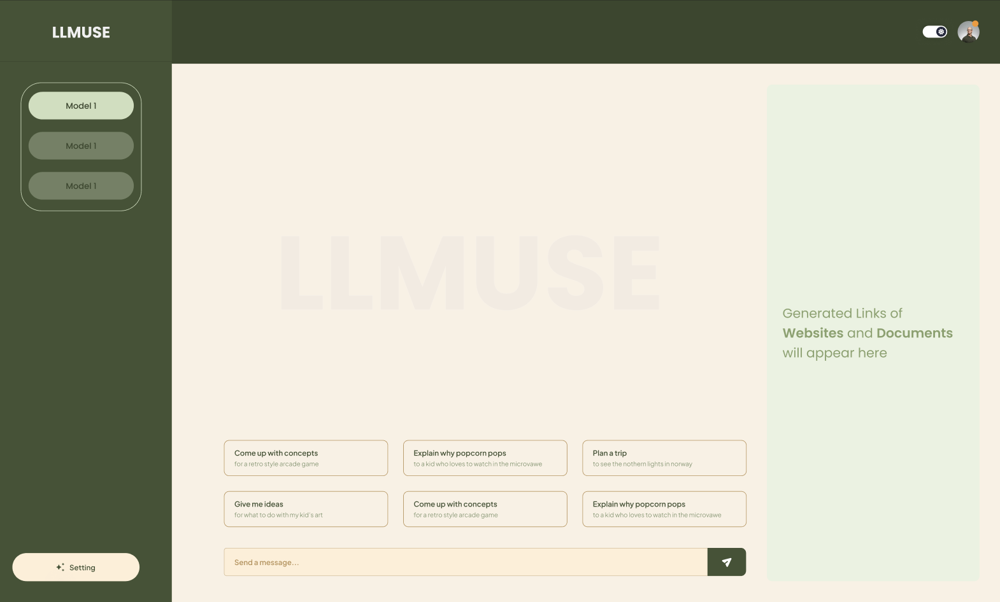 LLMUSE
Model 1
Model 1
Model 1
Setting
LLMUSE
Come up with concepts
for a retro style arcade game
Explain why popcorn pops
to a kid who loves to watch in the microvawe
Plan a trip
to see the nothern lights in norway
Give me ideas
for what to do with my kid's art
Come up with concepts
for a retro style arcade game
Explain why popcorn pops
to a kid who loves to watch in the microvawe
Send a message...
Generated Links of
Websites and Documents
will appear here